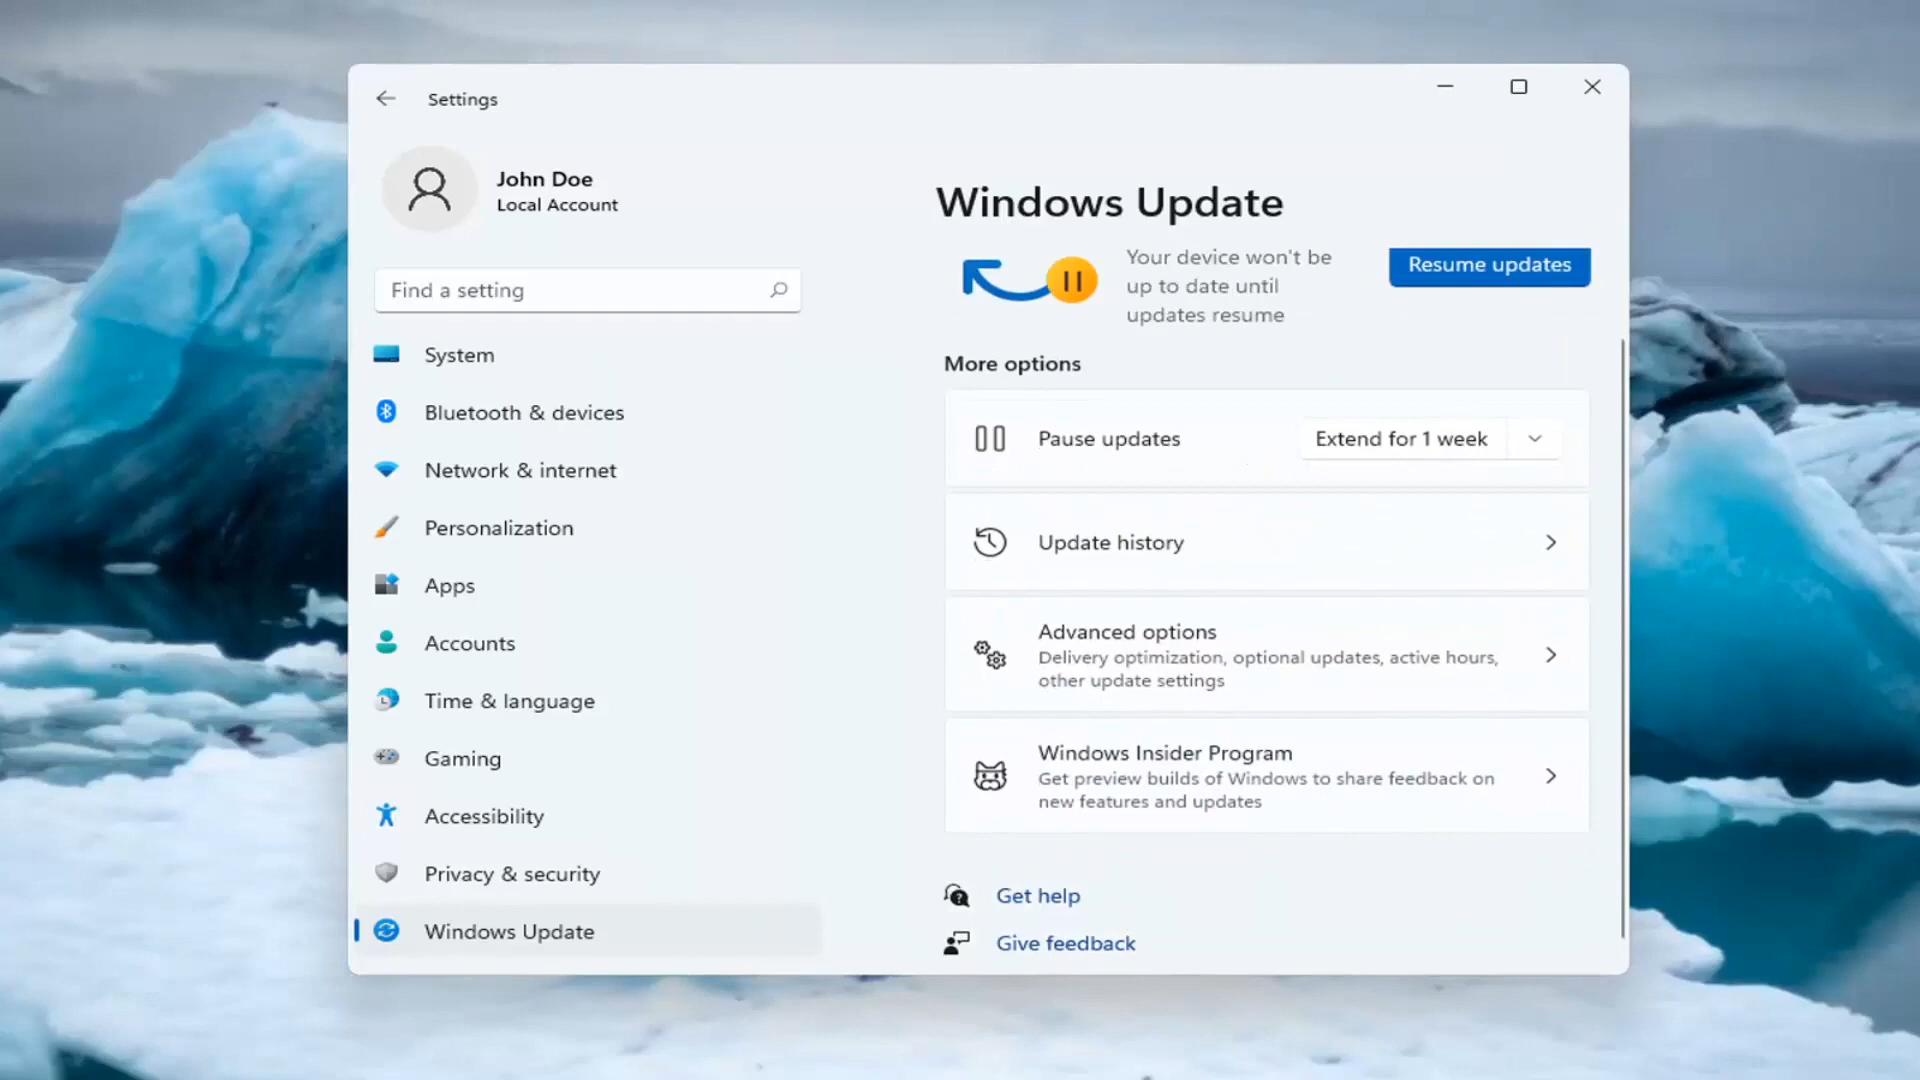 Settings
John Doe
Local Account
Find a setting
System
Bluetooth & devices
Network & internet
Personalization
Apps
Accounts
Time & language
Gaming
Accessibility
Privacy & security
Windows Update
Windows Update
Your device won't be
up to date until
updates resume
Resume updates
More options
Pause updates
Extend for 1 week
Update history
Advanced options
Delivery optimization, optional updates, active hours,
other update settings
Windows Insider Program
Get preview builds of Windows to share feedback on
new features and updates
Get help
Give feedback